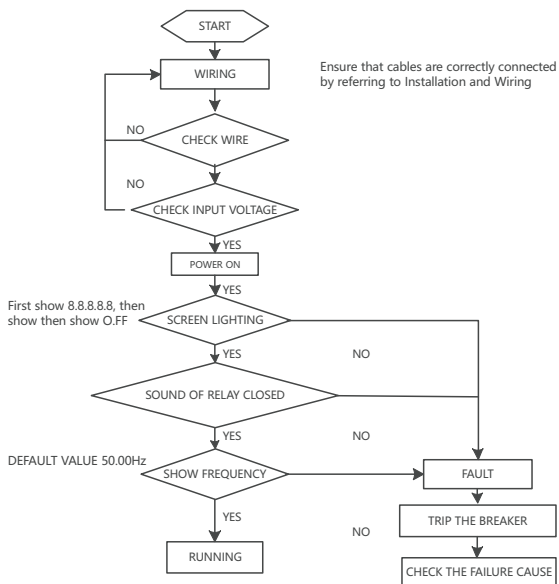 START
WIRING
Ensure that cables are correctly connected
by referring to Installation and Wiring
NO
CHECK WIRE
NO
CHECK INPUT VOLTAGE
YES
POWER ON
YES
First show 8.8.8.8.8, then
show then show O.FF
SCREEN LIGHTING
YES
NO
SOUND OF RELAY CLOSED
YES
NO
DEFAULT VALUE 50.00Hz
SHOW FREQUENCY
FAULT
YES
NO
TRIP THE BREAKER
RUNNING
CHECK THE FAILURE CAUSE